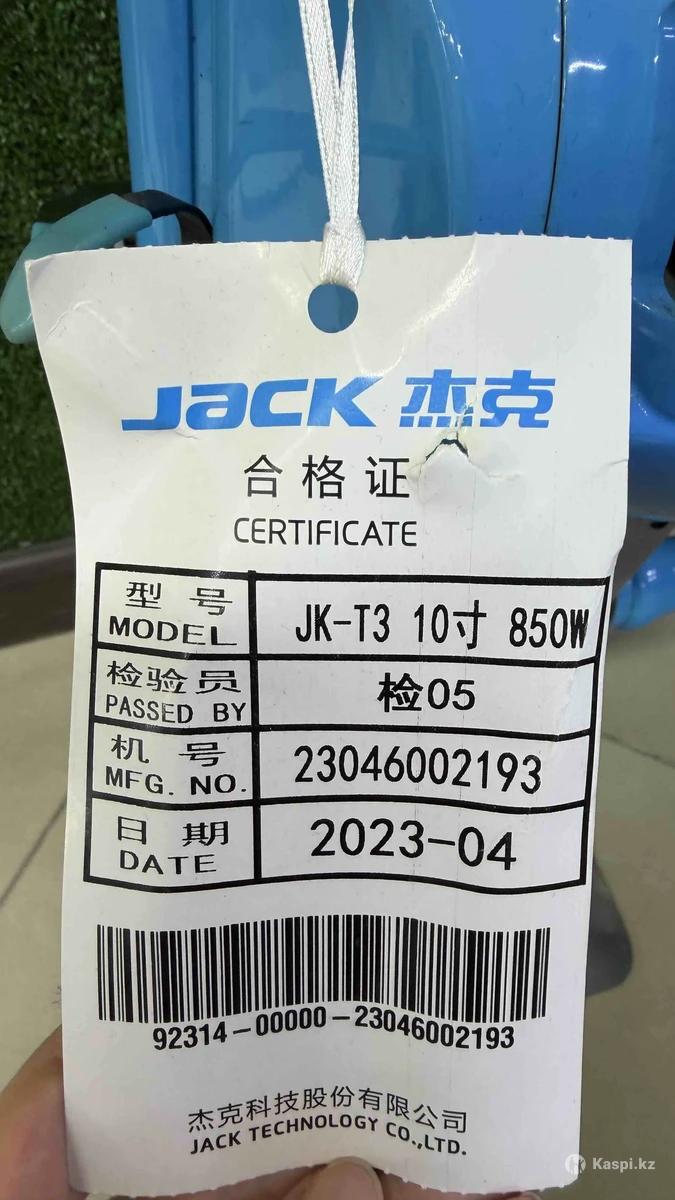 JACK 杰克
合格证
CERTIFICATE
型号 JK-T3 10寸 850W
MODEL
检验员 检05
PASSED BY
机号 23046002193
MFG. NO.
日期 2023-04
DATE
92314-00000-23046002193
杰克科技股份有限公司
JACK TECHNOLOGY CO.,LTD.
Kaspi.kz